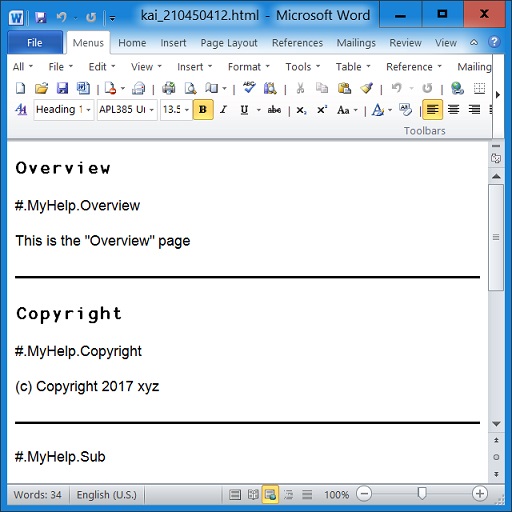 kai_210450412.html - Microsoft Word
File Menus Home Insert Page Layout References Mailings Review View
All File Edit View Insert Format Tools Table Reference Mailing
Heading 1 APL385 U 13.5 B I U abc X₂ X² Aa
Toolbars
Overview
#.MyHelp.Overview
This is the "Overview" page
Copyright
#.MyHelp.Copyright
(c) Copyright 2017 xyz
#.MyHelp.Sub
Words: 34 English (U.S.) 100%